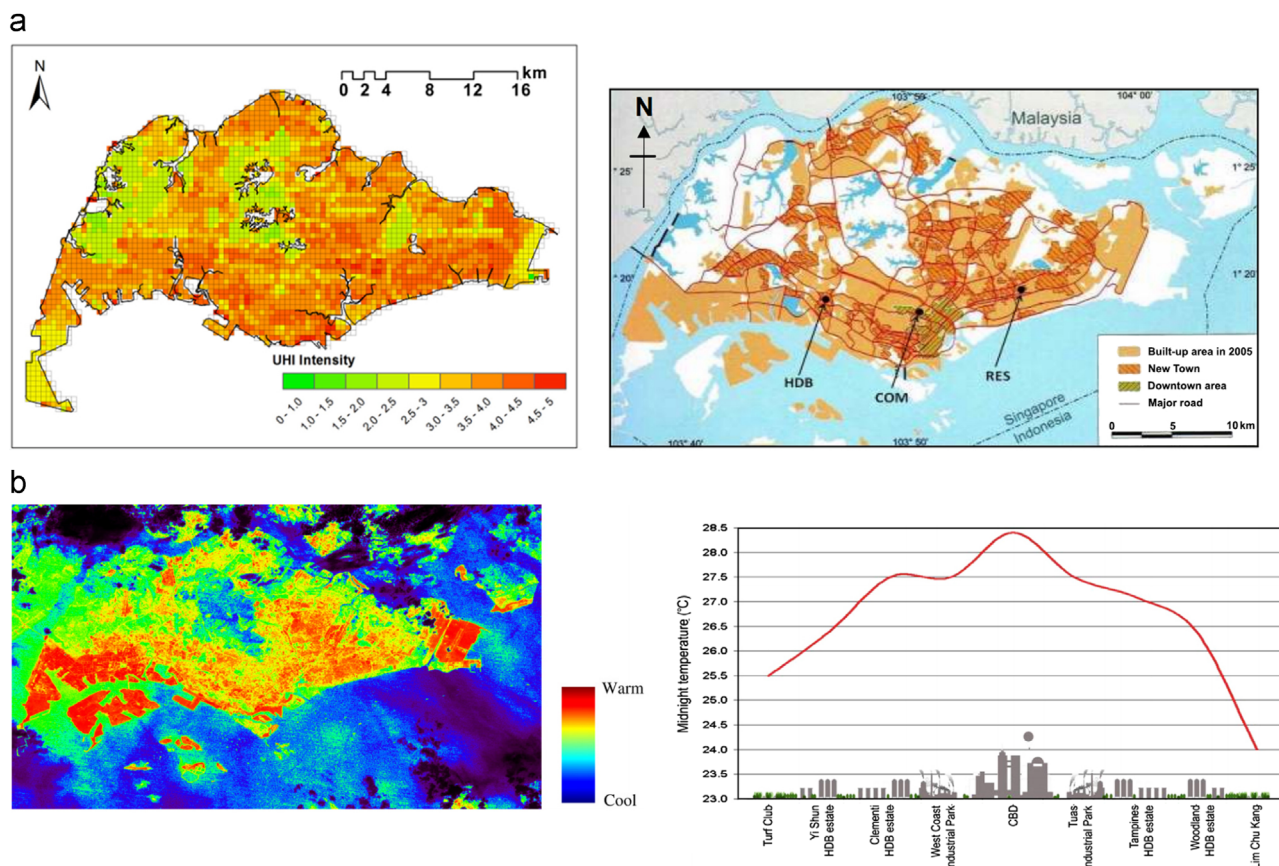 a
N
km
0 2 4 8 12 16
UHI Intensity
0 - 1.0
1.0 - 1.5
1.5 - 2.0
2.0 - 2.5
2.5 - 3
3.0 - 3.5
3.5 - 4.0
4.0 - 4.5
4.5 - 5
N
103° 50'
104° 00'
Malaysia
1° 25'
1° 25'
1° 20'
1° 20'
HDB
COM
RES
Singapore
Indonesia
103° 40'
103° 50'
Built-up area in 2005
New Town
Downtown area
Major road
0 5 10 km
b
Warm
Cool
Midnight temperature (°C)
28.5
28.0
27.5
27.0
26.5
26.0
25.5
25.0
24.5
24.0
23.5
23.0
Turf Club
Yi Shun
HDB estate
Clementi
HDB estate
West Coast
Industrial Park
CBD
Tuas
Industrial Park
Tampines
HDB estate
Woodland
HDB estate
Lim Chu Kang